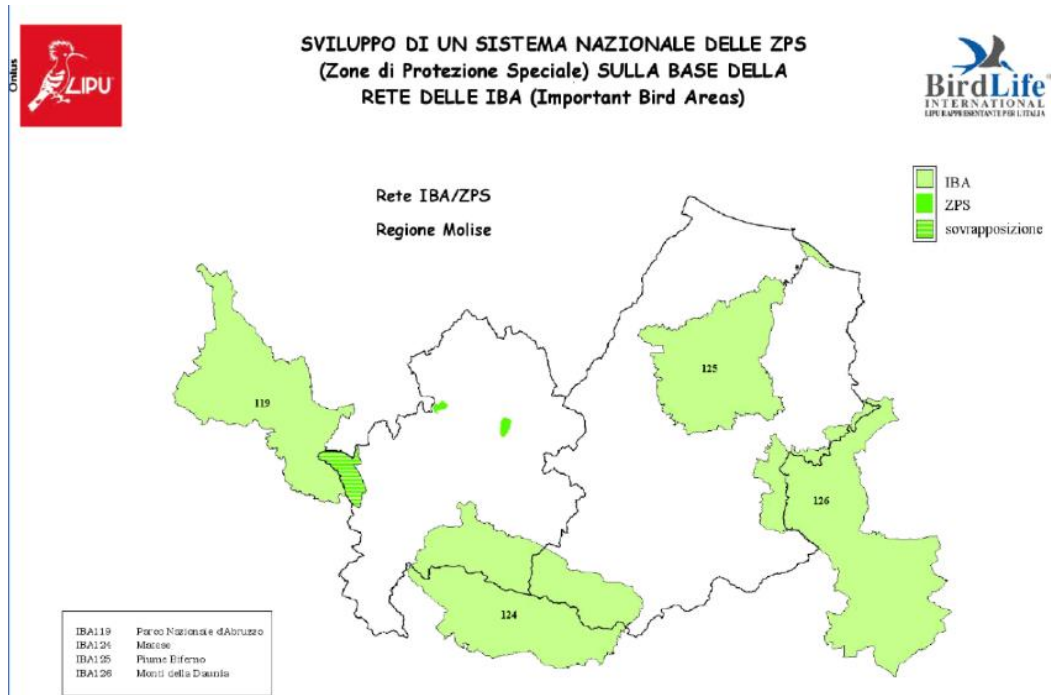 Onlus
LIPU
SVILUPPO DI UN SISTEMA NAZIONALE DELLE ZPS
(Zone di Protezione Speciale) SULLA BASE DELLA
RETE DELLE IBA (Important Bird Areas)
BirdLife
INTERNATIONAL
LIPU RAPPRESENTANTE PER L'ITALIA
Rete IBA/ZPS
Regione Molise
IBA
ZPS
sovrapposizione
119
125
126
124
IBA119 Parco Nazionale d'Abruzzo
IBA124 Matese
IBA125 Fiume Biferno
IBA126 Monti della Daunia